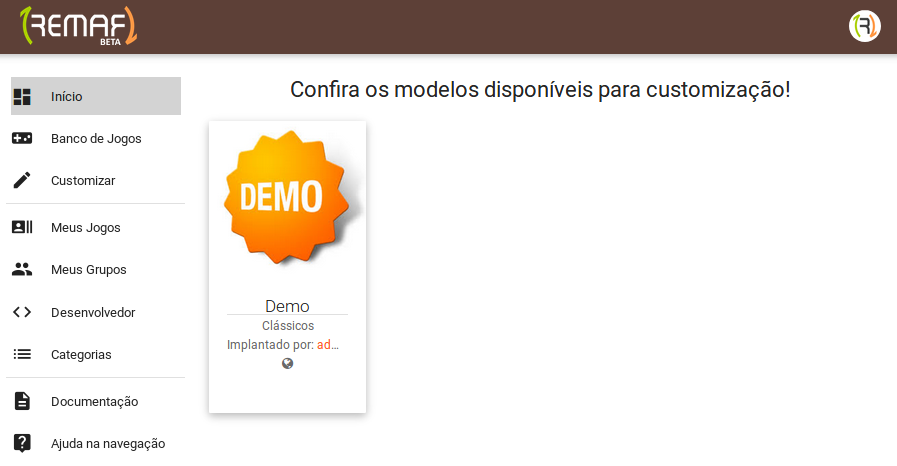 REMAF
BETA
R
Início
Banco de Jogos
Customizar
Meus Jogos
Meus Grupos
Desenvolvedor
Categorias
Documentação
Ajuda na navegação
Confira os modelos disponíveis para customização!
DEMO
Demo
Clássicos
Implantado por: ad...